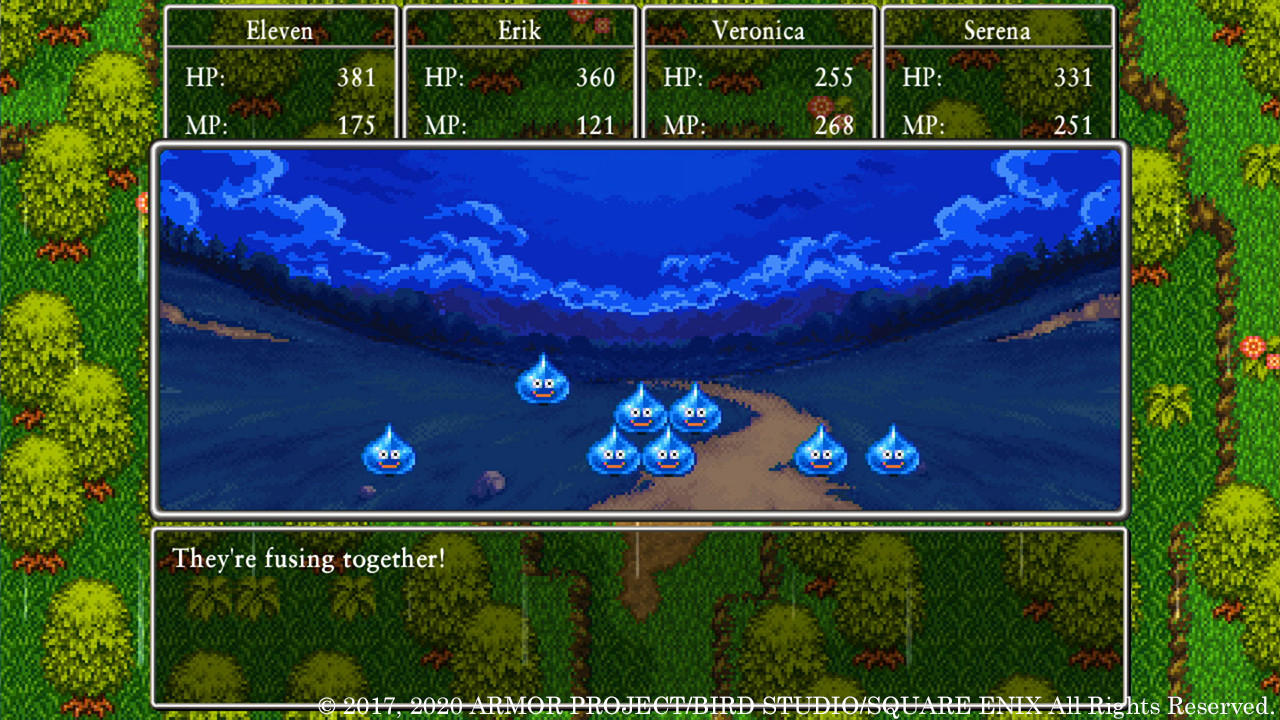 Eleven Erik Veronica Serena
HP: 381 HP: 360 HP: 255 HP: 331
MP: 175 MP: 121 MP: 268 MP: 251
They're fusing together!
© 2017, 2020 ARMOR PROJECT/BIRD STUDIO/SQUARE ENIX All Rights Reserved.